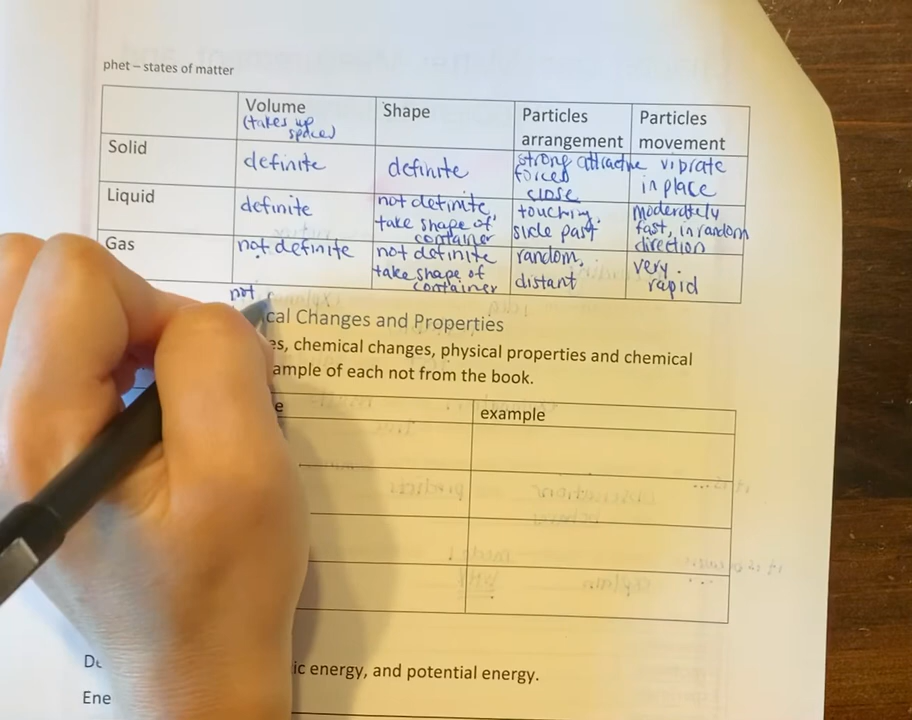 phet – states of matter
Volume Shape Particles arrangement Particles movement
(takes up space)
Solid definite definite strong attractive forces close vibrate in place
Liquid definite not definite, take shape of container touching. slide past moderately fast, in random direction
Gas not definite not definite take shape of container random, distant very rapid
not
cal Changes and Properties
es, chemical changes, physical properties and chemical
ample of each not from the book.
e example
ic energy, and potential energy.
Ene